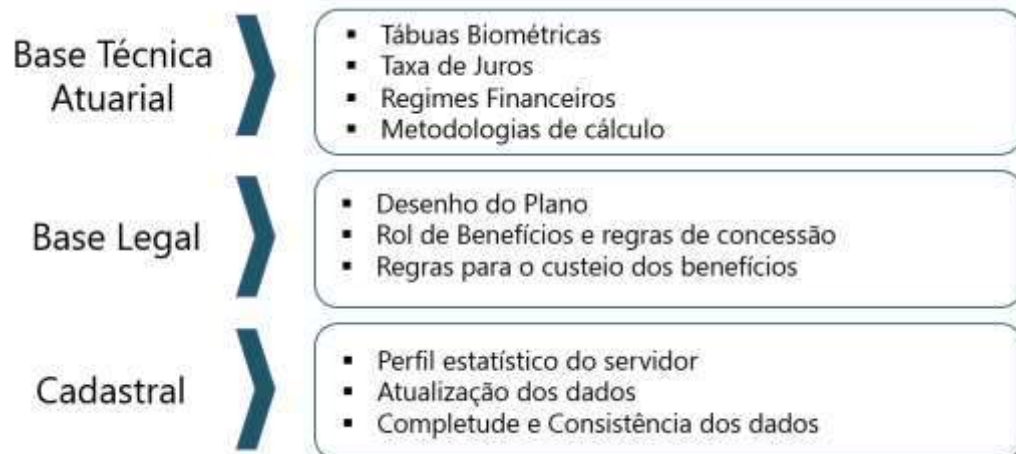 Base Técnica
Atuarial
▪ Tábuas Biométricas
▪ Taxa de Juros
▪ Regimes Financeiros
▪ Metodologias de cálculo
Base Legal
▪ Desenho do Plano
▪ Rol de Benefícios e regras de concessão
▪ Regras para o custeio dos benefícios
Cadastral
▪ Perfil estatístico do servidor
▪ Atualização dos dados
▪ Completude e Consistência dos dados